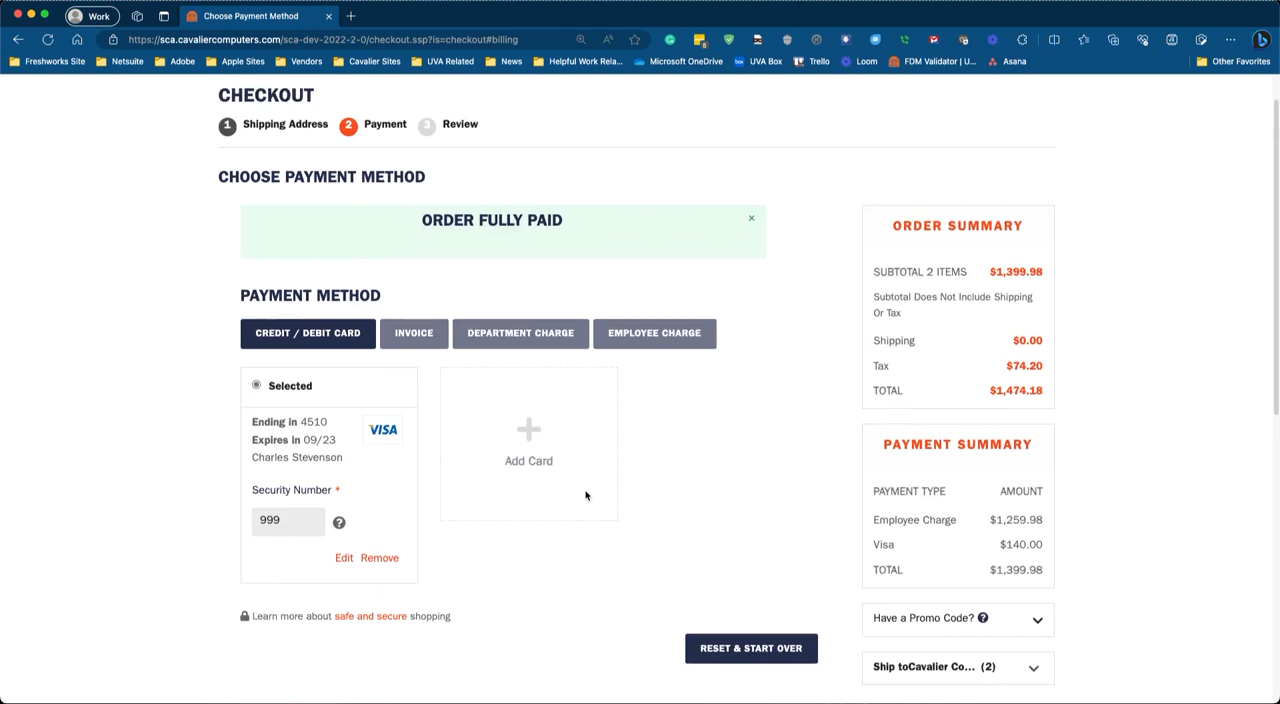 Work
Choose Payment Method
https://sca.cavaliercomputers.com/sca-dev-2022-2-0/checkout.ssp?is=checkout#billing
Freshworks Site Netsuite Adobe Apple Sites Vendors Cavalier Sites UVA Related News Helpful Work Rela... Microsoft OneDrive UVA Box Trello Loom FDM Validator | U... Asana Other Favorites
CHECKOUT
1 Shipping Address 2 Payment 3 Review
CHOOSE PAYMENT METHOD
ORDER FULLY PAID
PAYMENT METHOD
CREDIT / DEBIT CARD INVOICE DEPARTMENT CHARGE EMPLOYEE CHARGE
Selected
Ending in 4510
VISA
Expires in 09/23
Charles Stevenson
Security Number *
999
Edit Remove
Add Card
Learn more about safe and secure shopping
RESET & START OVER
ORDER SUMMARY
SUBTOTAL 2 ITEMS $1,399.98
Subtotal Does Not Include Shipping
Or Tax
Shipping $0.00
Tax $74.20
TOTAL $1,474.18
PAYMENT SUMMARY
PAYMENT TYPE AMOUNT
Employee Charge $1,259.98
Visa $140.00
TOTAL $1,399.98
Have a Promo Code?
Ship toCavalier Co... (2)